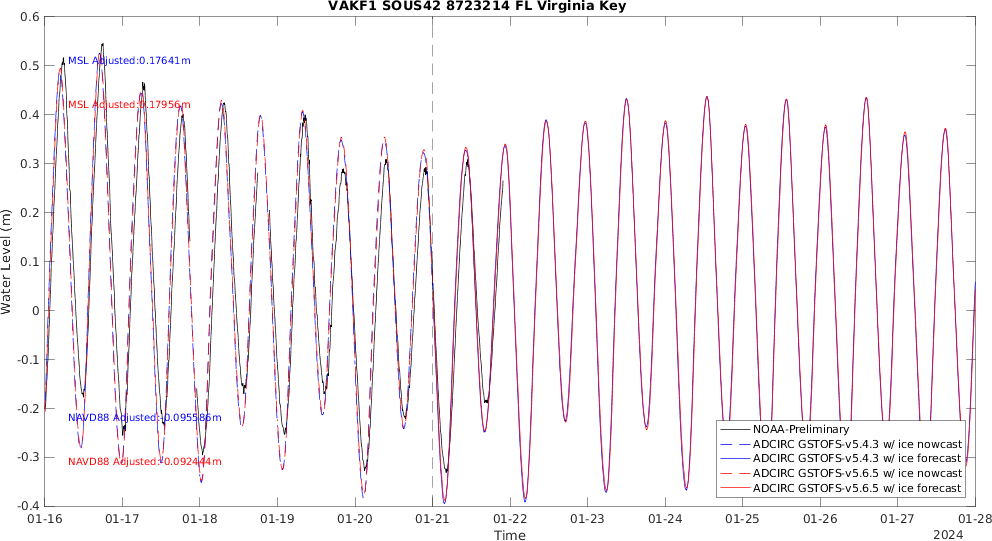 VAKF1 SOUS42 8723214 FL Virginia Key
0.6
0.5
0.4
0.3
0.2
0.1
0
-0.1
-0.2
-0.3
-0.4
Water Level (m)
MSL Adjusted:0.17641m
MSL Adjusted:0.17956m
NAVD88 Adjusted:-0.095586m
NAVD88 Adjusted:-0.092444m
NOAA-Preliminary
ADCIRC GSTOFS-v5.4.3 w/ ice nowcast
ADCIRC GSTOFS-v5.4.3 w/ ice forecast
ADCIRC GSTOFS-v5.6.5 w/ ice nowcast
ADCIRC GSTOFS-v5.6.5 w/ ice forecast
01-16 01-17 01-18 01-19 01-20 01-21 01-22 01-23 01-24 01-25 01-26 01-27 01-28
Time
2024